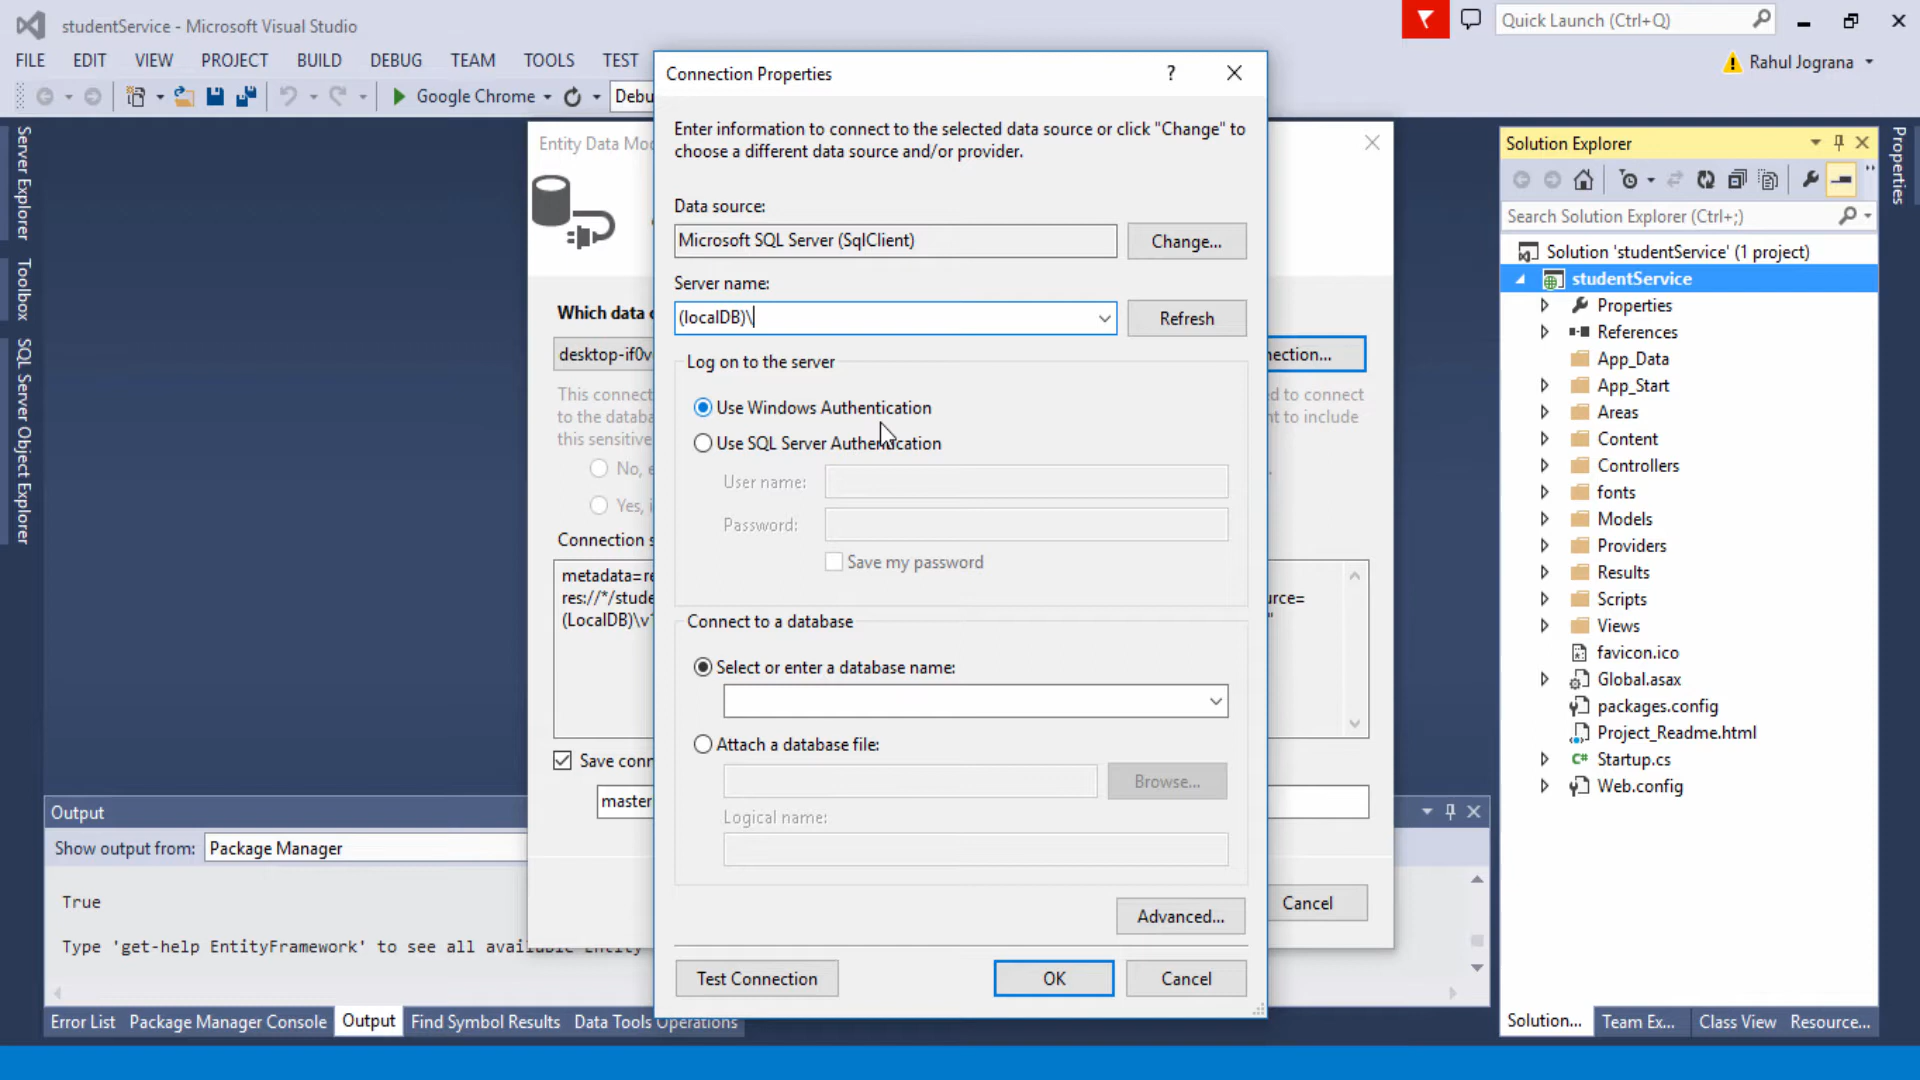 studentService - Microsoft Visual Studio
Quick Launch (Ctrl+Q)
FILE EDIT VIEW PROJECT BUILD DEBUG TEAM TOOLS TEST
Rahul Jograna
Google Chrome
Debu
Server Explorer
Toolbox
SQL Server Object Explorer
Entity Data Mo
Which data
desktop-if0v
nection...
This connect
to the databa
this sensitive
ed to connect
nt to include
No, e
Yes, i
Connection s
metadata=re
res://*/stude
(LocalDB)\v
urce=
"
Save conn
master
Cancel
Connection Properties
?
Enter information to connect to the selected data source or click "Change" to
choose a different data source and/or provider.
Data source:
Microsoft SQL Server (SqlClient)
Change...
Server name:
(localDB)\
Refresh
Log on to the server
Use Windows Authentication
Use SQL Server Authentication
User name:
Password:
Save my password
Connect to a database
Select or enter a database name:
Attach a database file:
Browse...
Logical name:
Advanced...
Test Connection
OK
Cancel
Solution Explorer
Search Solution Explorer (Ctrl+;)
Solution 'studentService' (1 project)
studentService
Properties
References
App_Data
App_Start
Areas
Content
Controllers
fonts
Models
Providers
Results
Scripts
Views
favicon.ico
Global.asax
packages.config
Project_Readme.html
Startup.cs
Web.config
Properties
Output
Show output from: Package Manager
True
Type 'get-help EntityFramework' to see all available Entity
Error List Package Manager Console Output Find Symbol Results Data Tools Operations
Solution... Team Ex... Class View Resource...